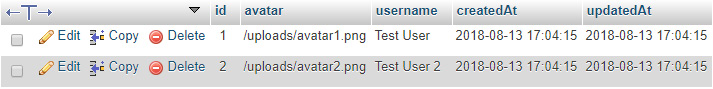 id avatar username createdAt updatedAt
Edit Copy Delete 1 /uploads/avatar1.png Test User 2018-08-13 17:04:15 2018-08-13 17:04:15
Edit Copy Delete 2 /uploads/avatar2.png Test User 2 2018-08-13 17:04:15 2018-08-13 17:04:15